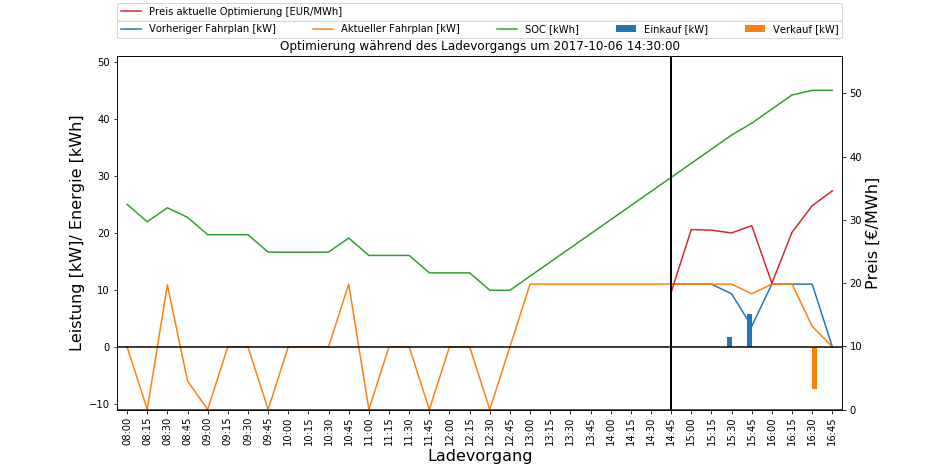 Preis aktuelle Optimierung [EUR/MWh]
Vorheriger Fahrplan [kW] Aktueller Fahrplan [kW] SOC [kWh] Einkauf [kW] Verkauf [kW]
Optimierung während des Ladevorgangs um 2017-10-06 14:30:00
Leistung [kW]/ Energie [kWh]
50
40
30
20
10
0
−10
Preis [€/MWh]
50
40
30
20
10
0
08:00 08:15 08:30 08:45 09:00 09:15 09:30 09:45 10:00 10:15 10:30 10:45 11:00 11:15 11:30 11:45 12:00 12:15 12:30 12:45 13:00 13:15 13:30 13:45 14:00 14:15 14:30 14:45 15:00 15:15 15:30 15:45 16:00 16:15 16:30 16:45
Ladevorgang